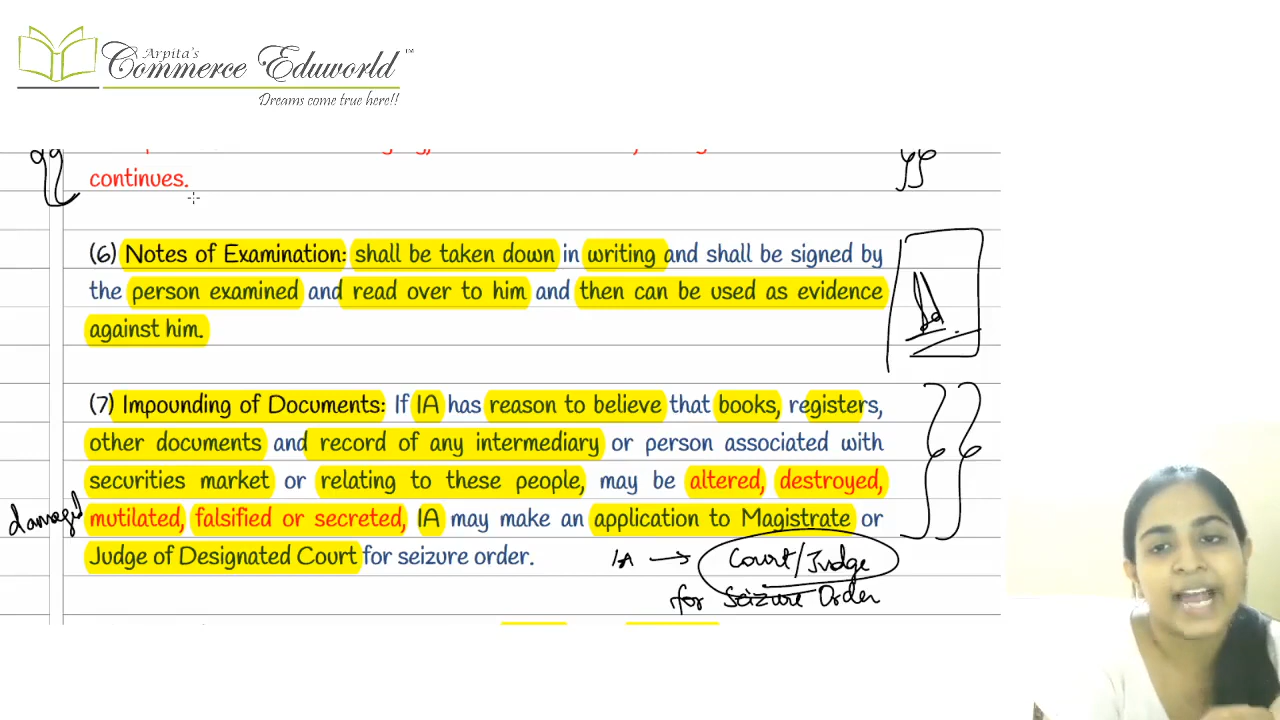 Arpita's
Commerce Eduworld™
Dreams come true here!!
continues.
(6) Notes of Examination: shall be taken down in writing and shall be signed by
the person examined and read over to him and then can be used as evidence
against him.
(7) Impounding of Documents: If IA has reason to believe that books, registers,
other documents and record of any intermediary or person associated with
securities market or relating to these people, may be altered, destroyed,
damaged mutilated, falsified or secreted, IA may make an application to Magistrate or
Judge of Designated Court for seizure order.
IA → Court/Judge
for Seizure Order